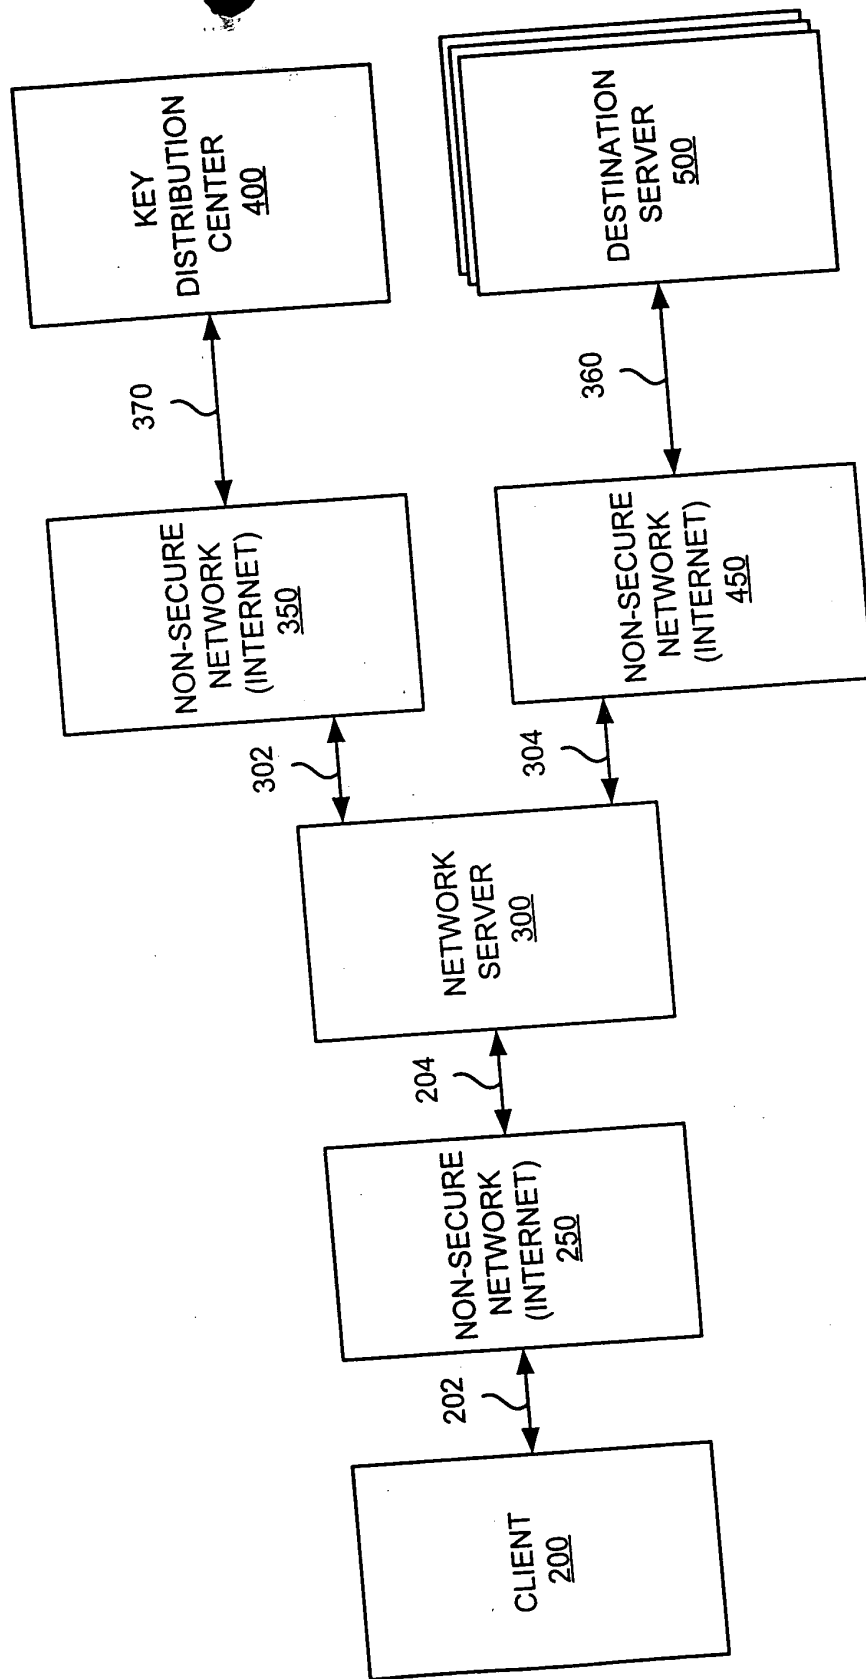 CLIENT
200
202
NON-SECURE
NETWORK
(INTERNET)
250
204
NETWORK
SERVER
300
302
NON-SECURE
NETWORK
(INTERNET)
350
370
KEY
DISTRIBUTION
CENTER
400
304
NON-SECURE
NETWORK
(INTERNET)
450
360
DESTINATION
SERVER
500